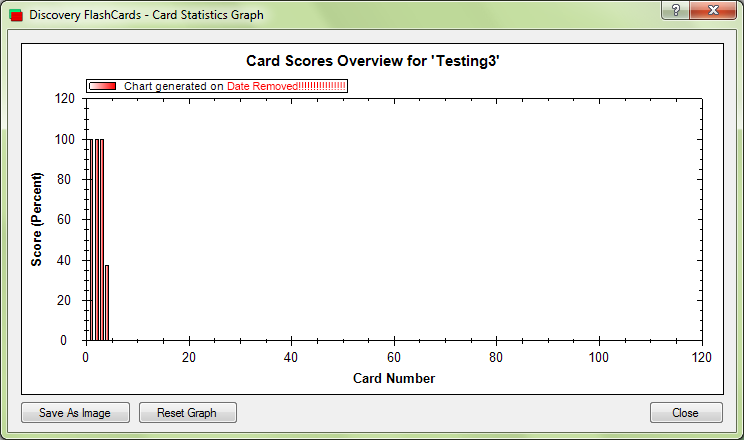 Discovery FlashCards - Card Statistics Graph
Card Scores Overview for 'Testing3'
Chart generated on Date Removed!!!!!!!!!!!!!!!!
120
100
80
60
40
20
0
Score (Percent)
0 20 40 60 80 100 120
Card Number
Save As Image Reset Graph Close